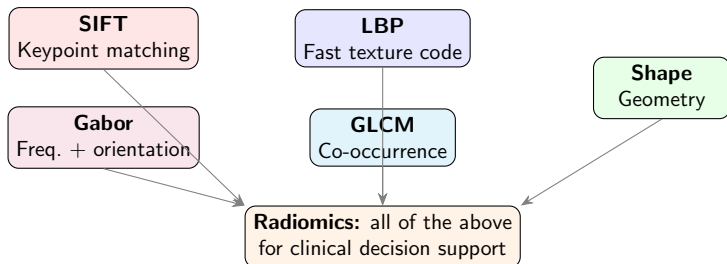 SIFT
Keypoint matching
LBP
Fast texture code
Shape
Geometry
Gabor
Freq. + orientation
GLCM
Co-occurrence
Radiomics: all of the above
for clinical decision support